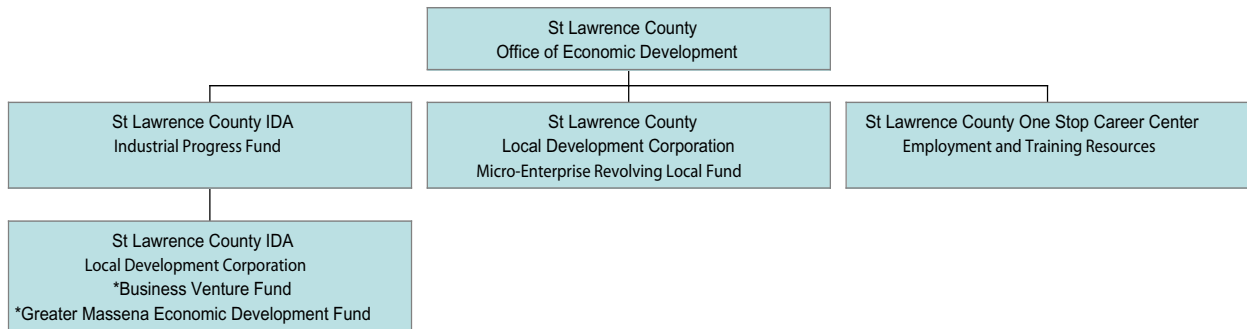 St Lawrence County
Office of Economic Development
St Lawrence County IDA
Industrial Progress Fund
St Lawrence County
Local Development Corporation
Micro-Enterprise Revolving Local Fund
St Lawrence County One Stop Career Center
Employment and Training Resources
St Lawrence County IDA
Local Development Corporation
*Business Venture Fund
*Greater Massena Economic Development Fund